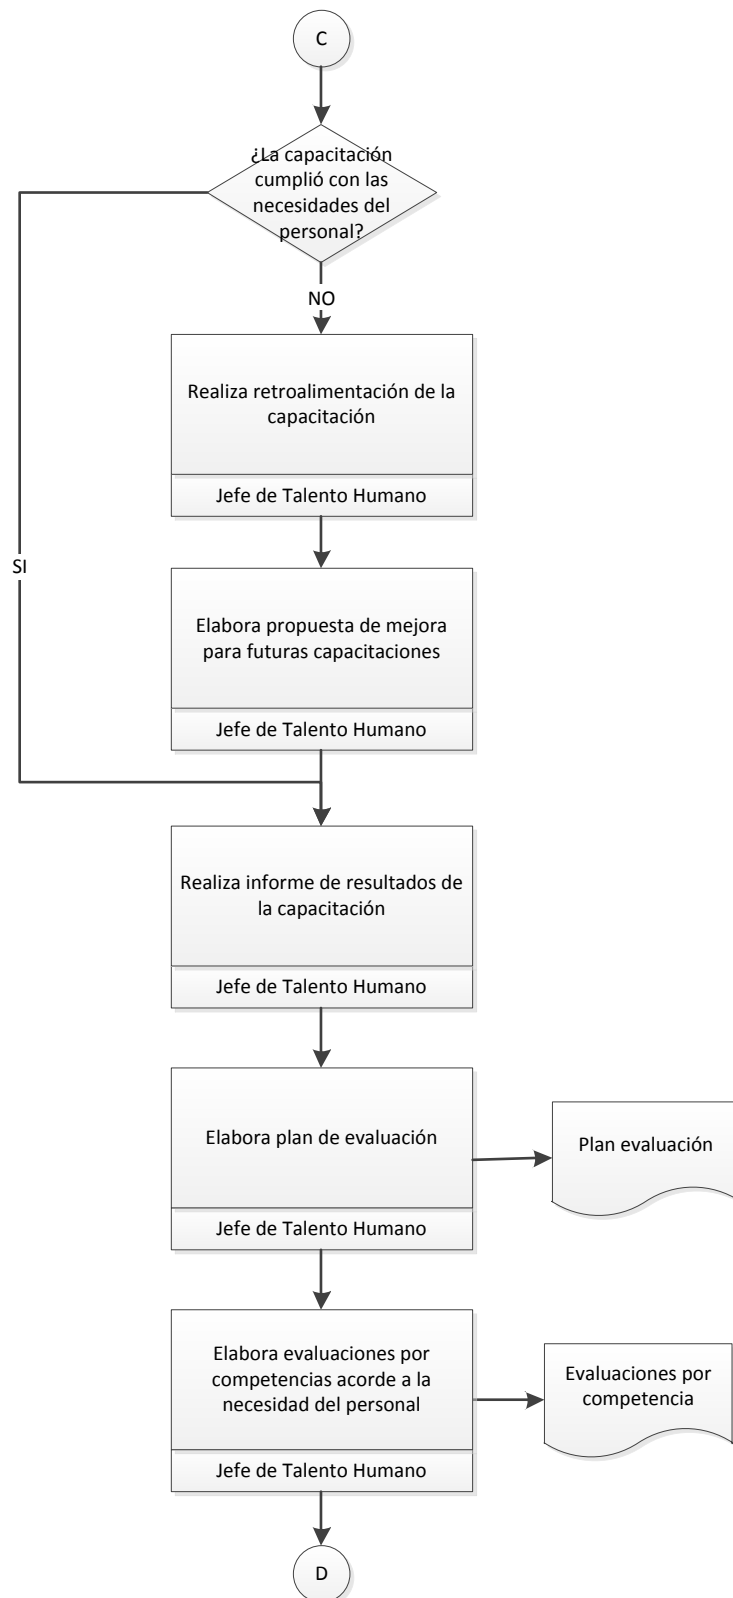 C
¿La capacitación
cumplió con las
necesidades del
personal?
NO
Realiza retroalimentación de la
capacitación
Jefe de Talento Humano
SI
Elabora propuesta de mejora
para futuras capacitaciones
Jefe de Talento Humano
Realiza informe de resultados de
la capacitación
Jefe de Talento Humano
Elabora plan de evaluación
Jefe de Talento Humano
Plan evaluación
Elabora evaluaciones por
competencias acorde a la
necesidad del personal
Jefe de Talento Humano
Evaluaciones por
competencia
D